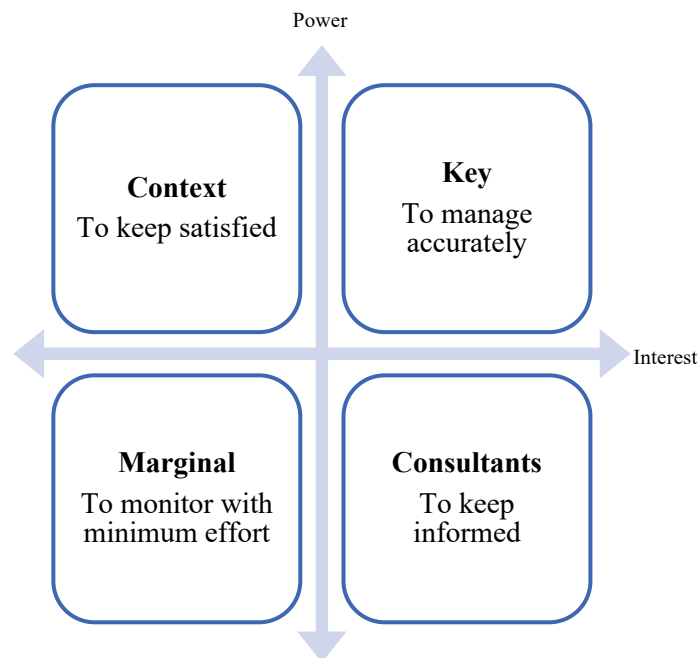 Power
Context
To keep satisfied
Key
To manage
accurately
Interest
Marginal
To monitor with
minimum effort
Consultants
To keep
informed